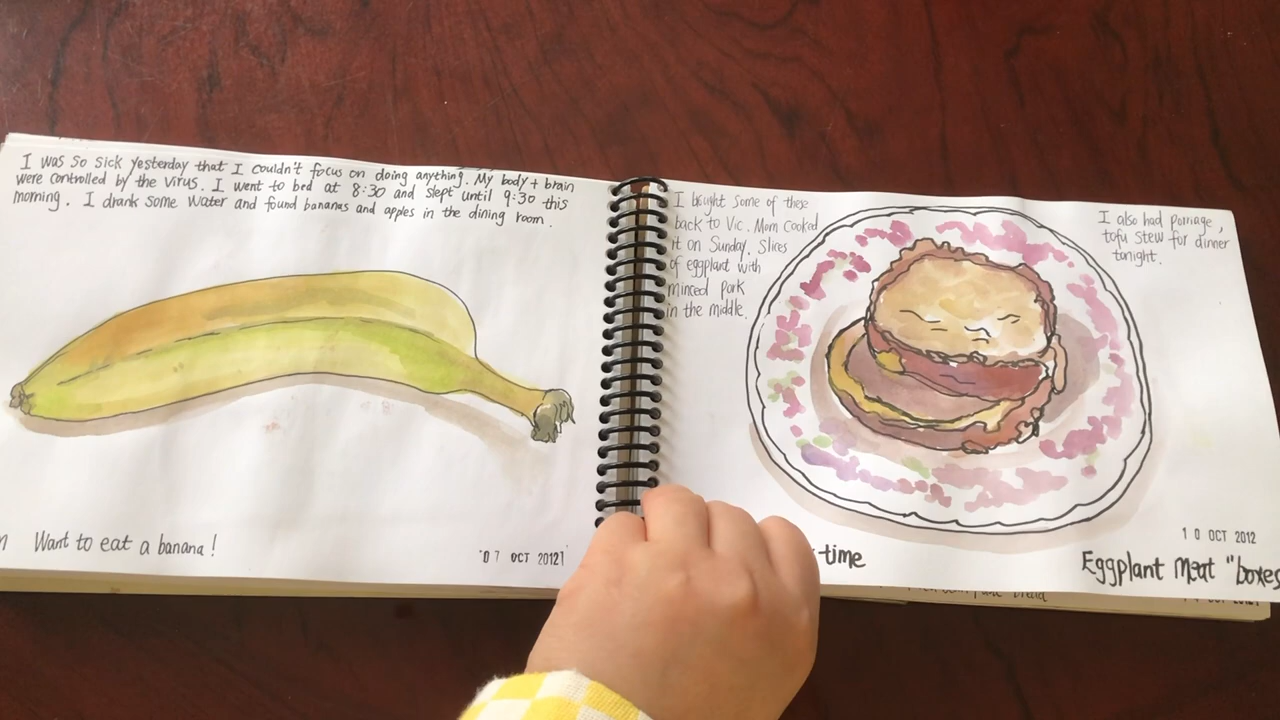 I was so sick yesterday that I couldn't focus on doing anything. My body + brain
were controlled by the virus. I went to bed at 8:30 and slept until 9:30 this
morning. I drank some water and found bananas and apples in the dining room.
Want to eat a banana!
07 OCT 2012
I brught some of these
back to Vic. Mom cooked
it on Sunday. Slices
of eggplant with
minced pork
in the middle.
I also had porriage,
tofu stew for dinner
tonight.
time
10 OCT 2012
Eggplant meat "boxes